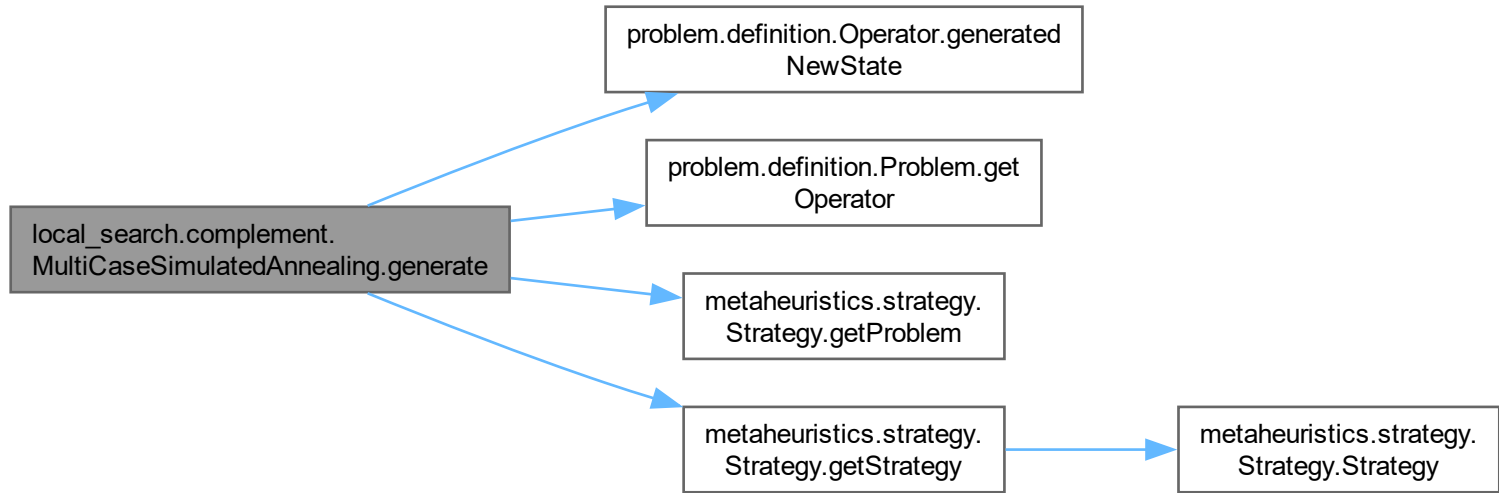 problem.definition.Operator.generated
NewState
problem.definition.Problem.get
Operator
local_search.complement.
MultiCaseSimulatedAnnealing.generate
metaheuristics.strategy.
Strategy.getProblem
metaheuristics.strategy.
Strategy.getStrategy
metaheuristics.strategy.
Strategy.Strategy